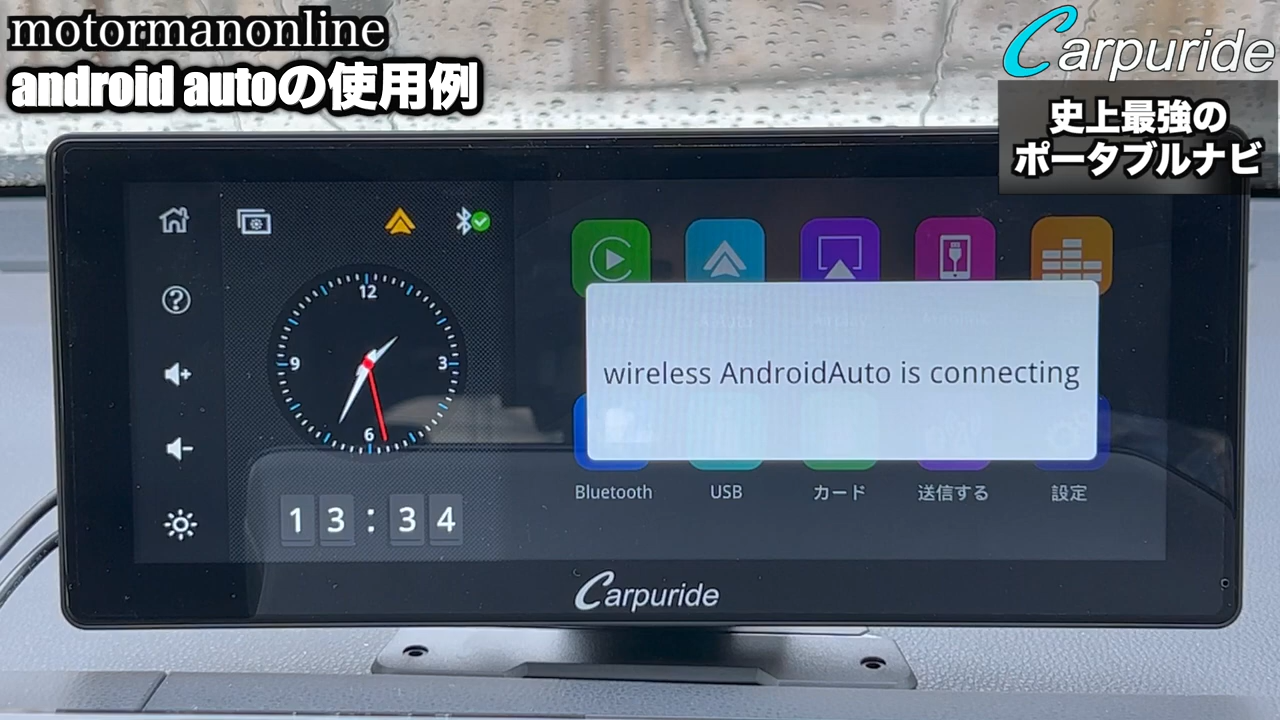 motormanonline
android autoの使用例
Carpuride
史上最強の
ポータブルナビ
12
3
6
9
13:34
wireless AndroidAuto is connecting
Bluetooth
USB
カード
送信する
設定
Carpuride